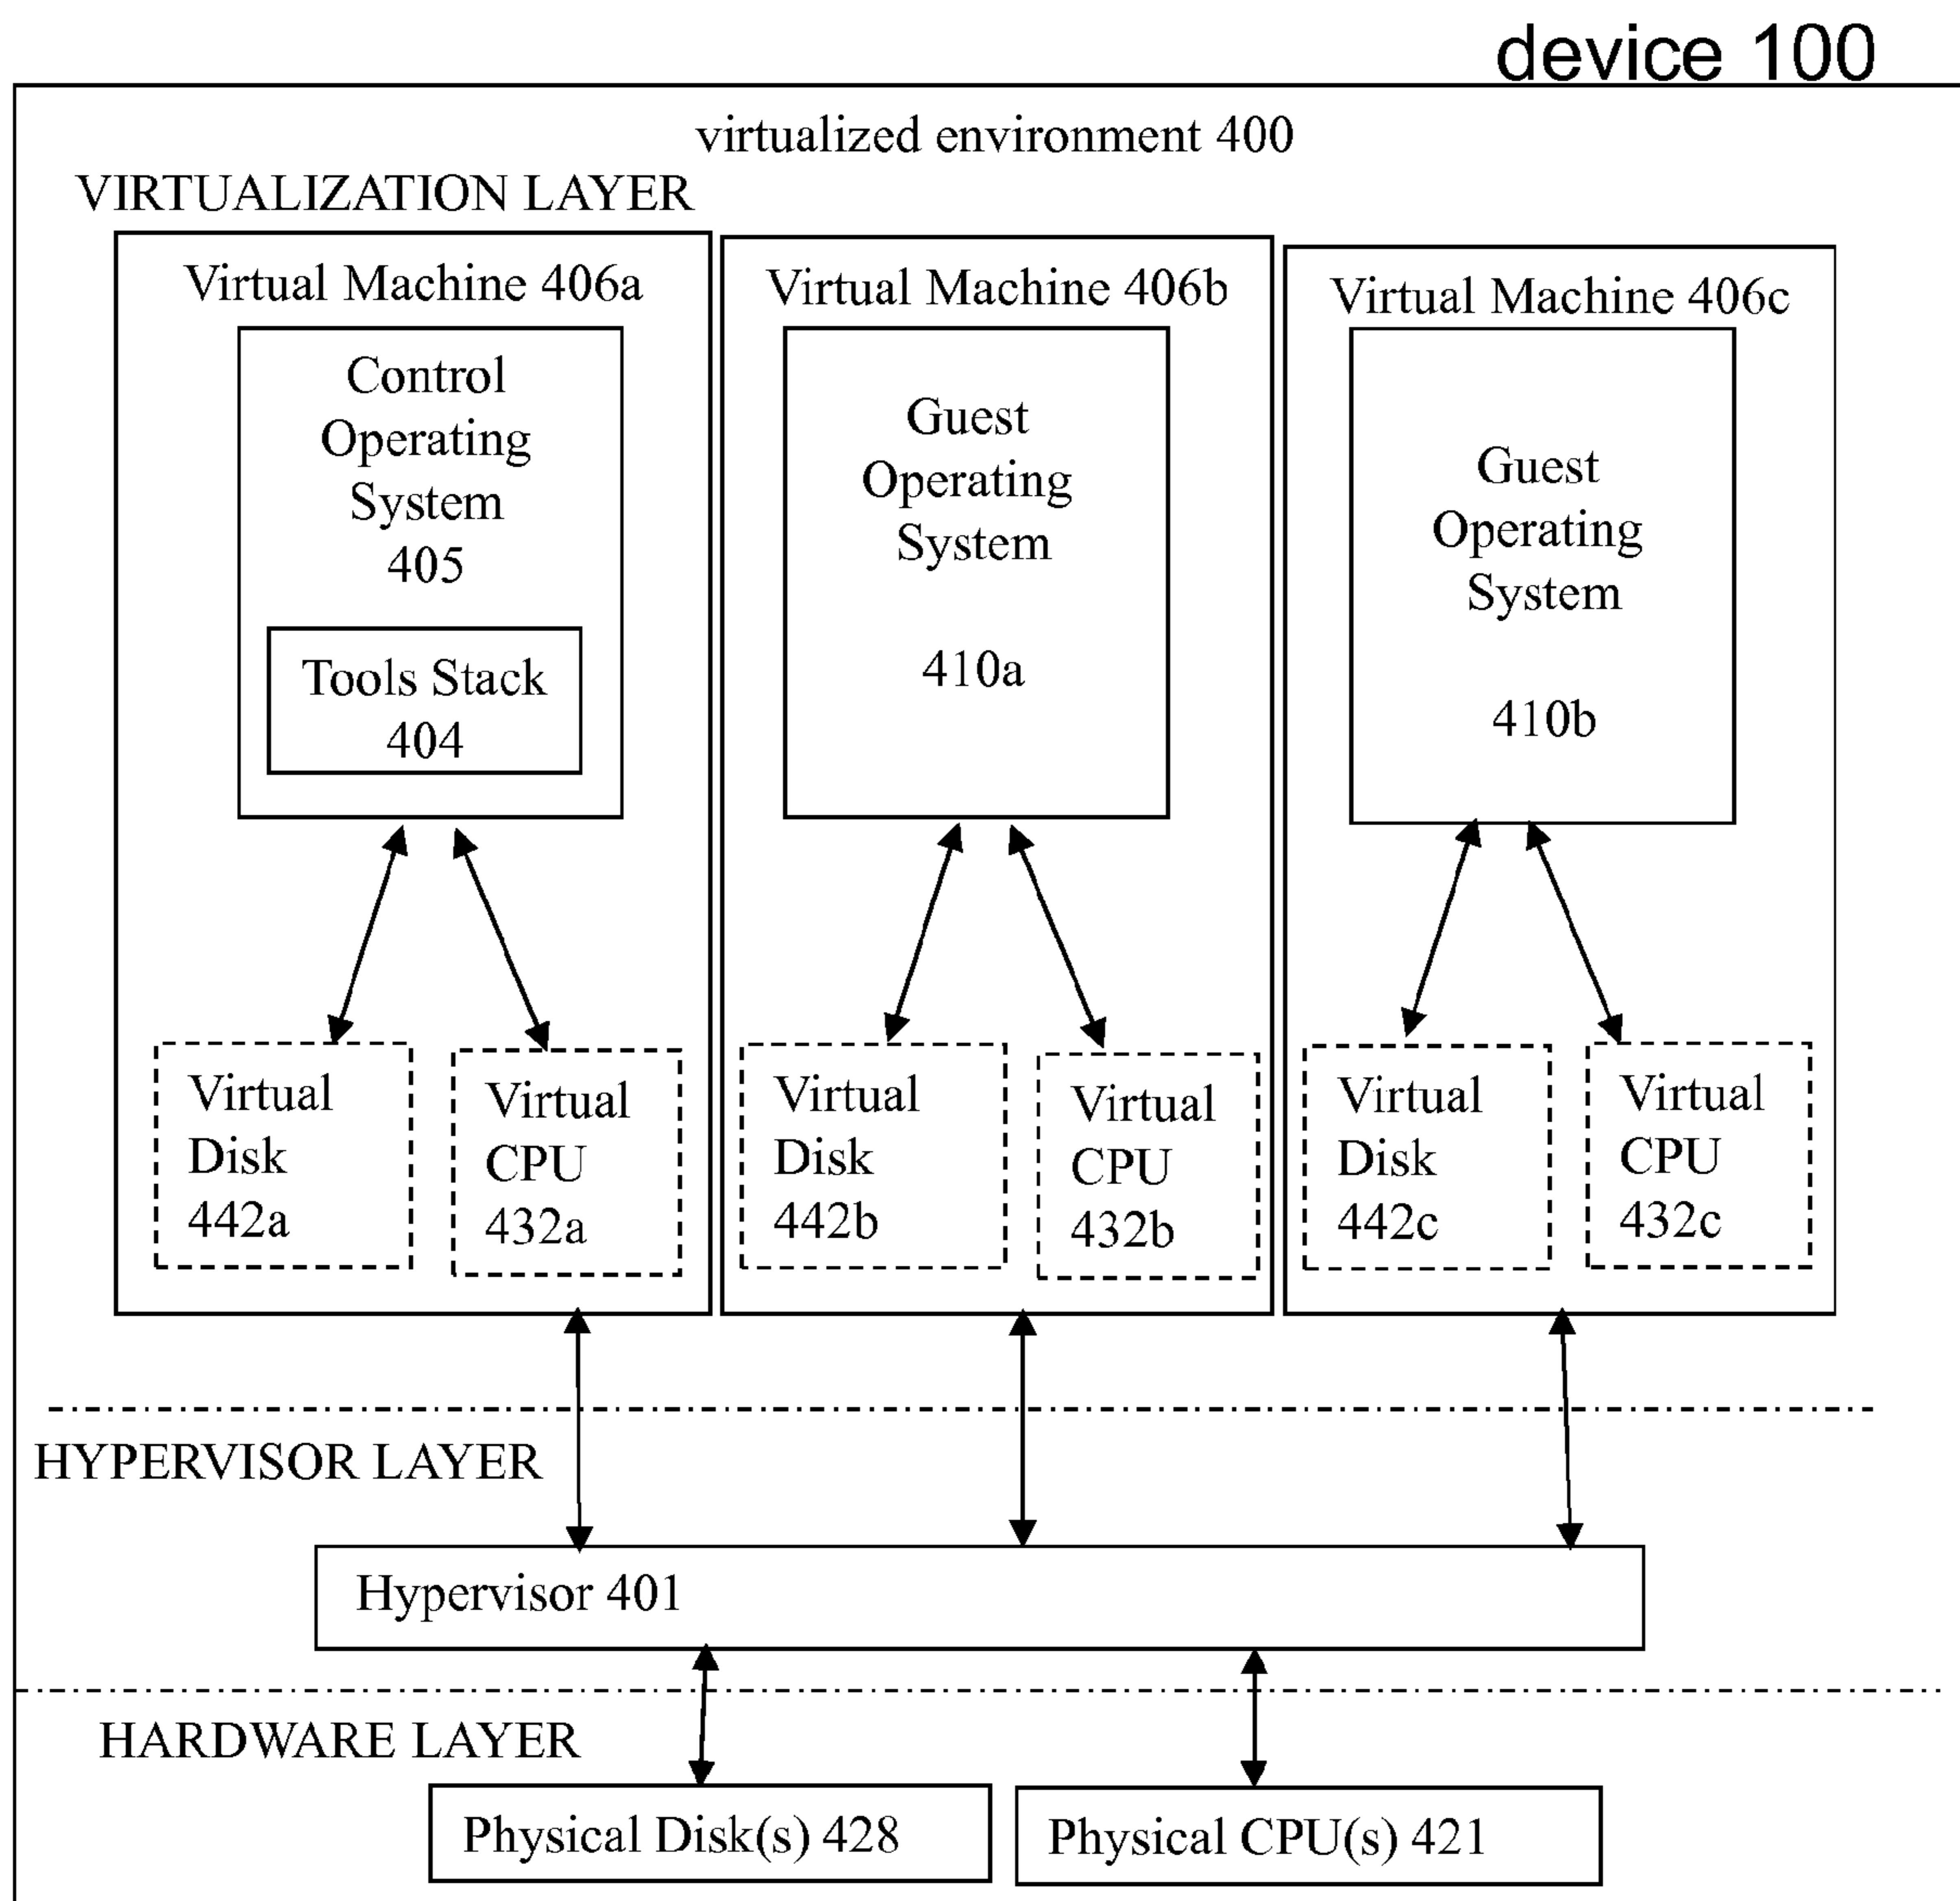 device 100
virtualized environment 400
VIRTUALIZATION LAYER
Virtual Machine 406a
Control
Operating
System
405
Tools Stack
404
Virtual
Disk
442a
Virtual
CPU
432a
Virtual Machine 406b
Guest
Operating
System
410a
Virtual
Disk
442b
Virtual
CPU
432b
Virtual Machine 406c
Guest
Operating
System
410b
Virtual
Disk
442c
Virtual
CPU
432c
HYPERVISOR LAYER
Hypervisor 401
HARDWARE LAYER
Physical Disk(s) 428
Physical CPU(s) 421